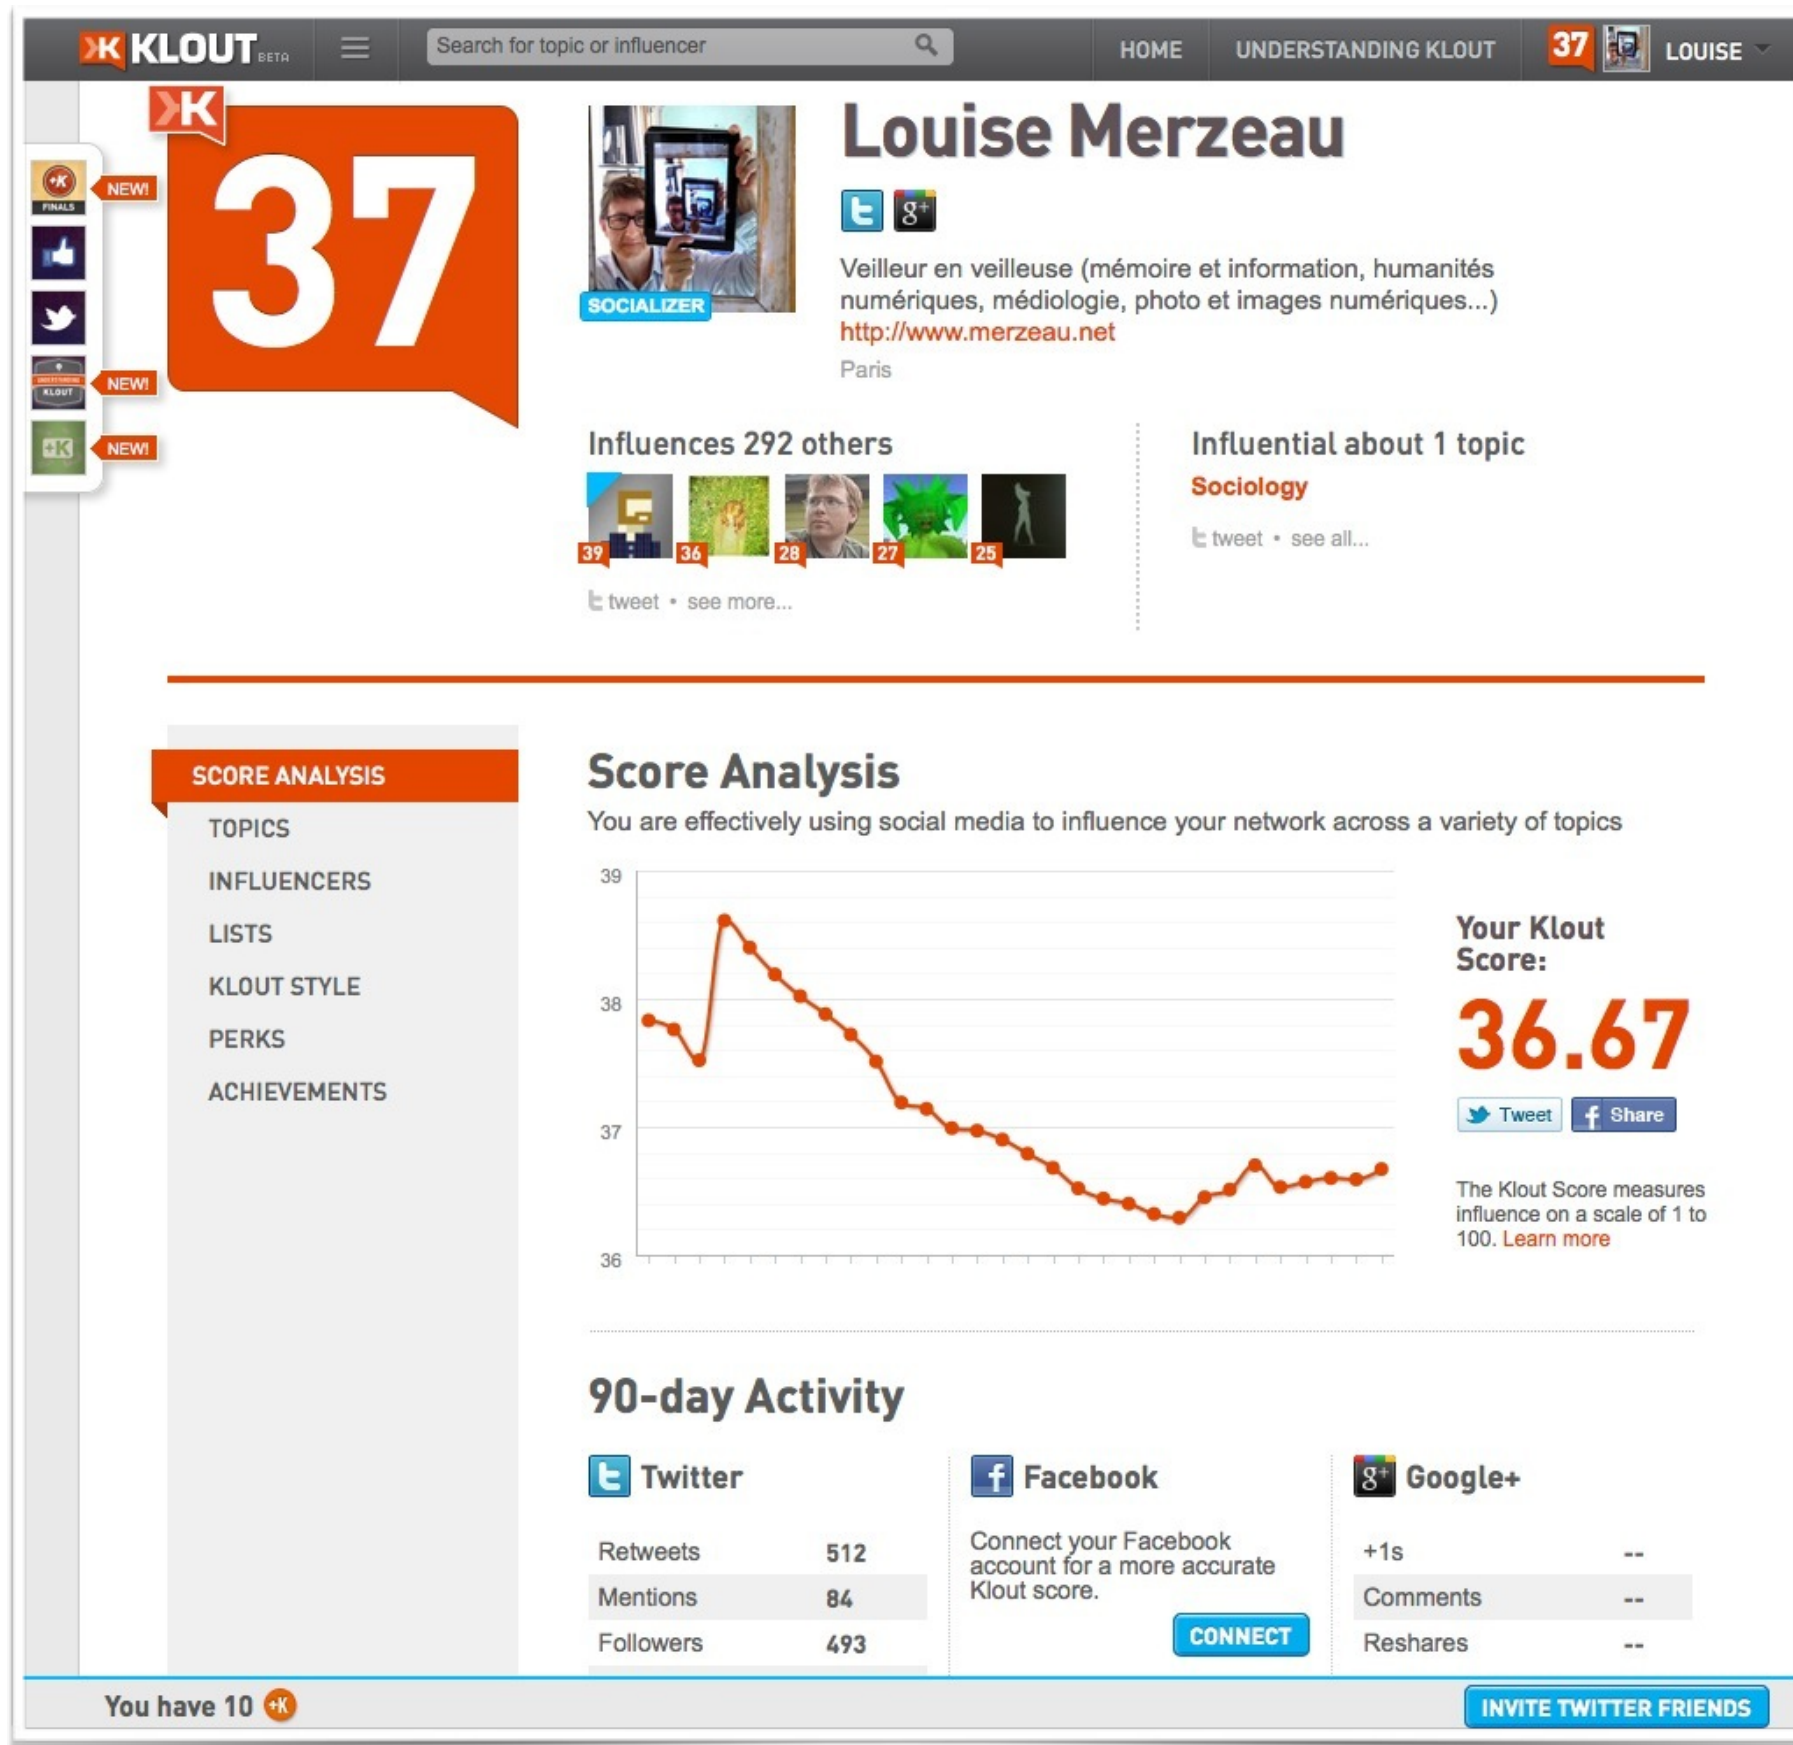 KLOUT BETA
Search for topic or influencer
HOME
UNDERSTANDING KLOUT
37
LOUISE
K
37
+K
FINALS
NEW!
UNDERSTANDING
KLOUT
NEW!
+K
NEW!
SOCIALIZER
Louise Merzeau
Veilleur en veilleuse (mémoire et information, humanités
numériques, médiologie, photo et images numériques...)
http://www.merzeau.net
Paris
Influences 292 others
39
36
28
27
25
tweet • see more...
Influential about 1 topic
Sociology
tweet • see all...
SCORE ANALYSIS
TOPICS
INFLUENCERS
LISTS
KLOUT STYLE
PERKS
ACHIEVEMENTS
Score Analysis
You are effectively using social media to influence your network across a variety of topics
39
38
37
36
Your Klout
Score:
36.67
Tweet
Share
The Klout Score measures
influence on a scale of 1 to
100. Learn more
90-day Activity
Twitter
Retweets 512
Mentions 84
Followers 493
Facebook
Connect your Facebook
account for a more accurate
Klout score.
CONNECT
g+ Google+
+1s --
Comments --
Reshares --
You have 10 +K
INVITE TWITTER FRIENDS